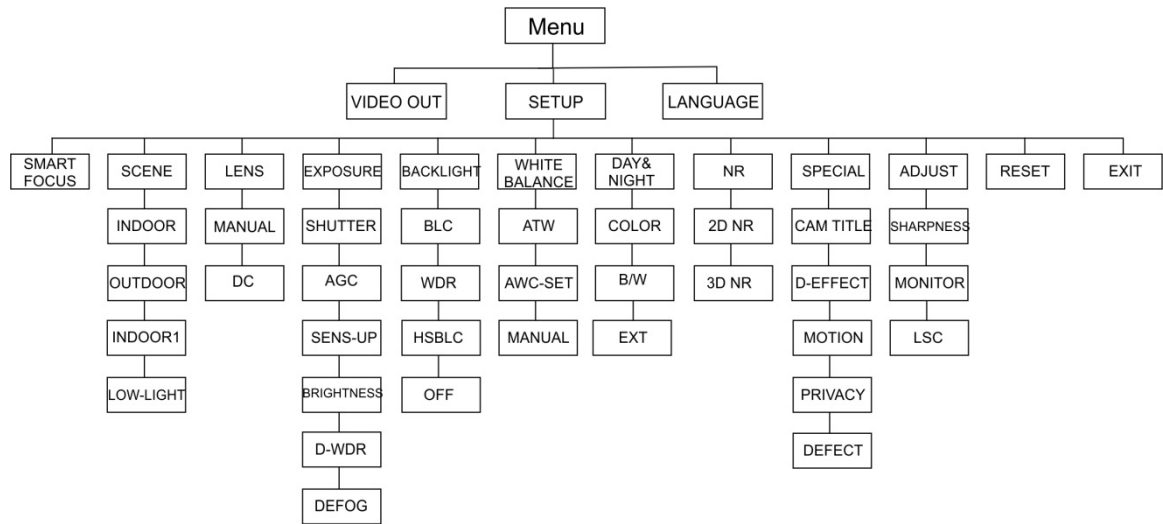 Menu
VIDEO OUT
SETUP
LANGUAGE
SMART
FOCUS
SCENE
LENS
EXPOSURE
BACKLIGHT
WHITE
BALANCE
DAY&
NIGHT
NR
SPECIAL
ADJUST
RESET
EXIT
INDOOR
MANUAL
SHUTTER
BLC
ATW
COLOR
2D NR
CAM TITLE
SHARPNESS
OUTDOOR
DC
AGC
WDR
AWC-SET
B/W
3D NR
D-EFFECT
MONITOR
INDOOR1
SENS-UP
HSBLC
MANUAL
EXT
MOTION
LSC
LOW-LIGHT
BRIGHTNESS
OFF
PRIVACY
D-WDR
DEFECT
DEFOG